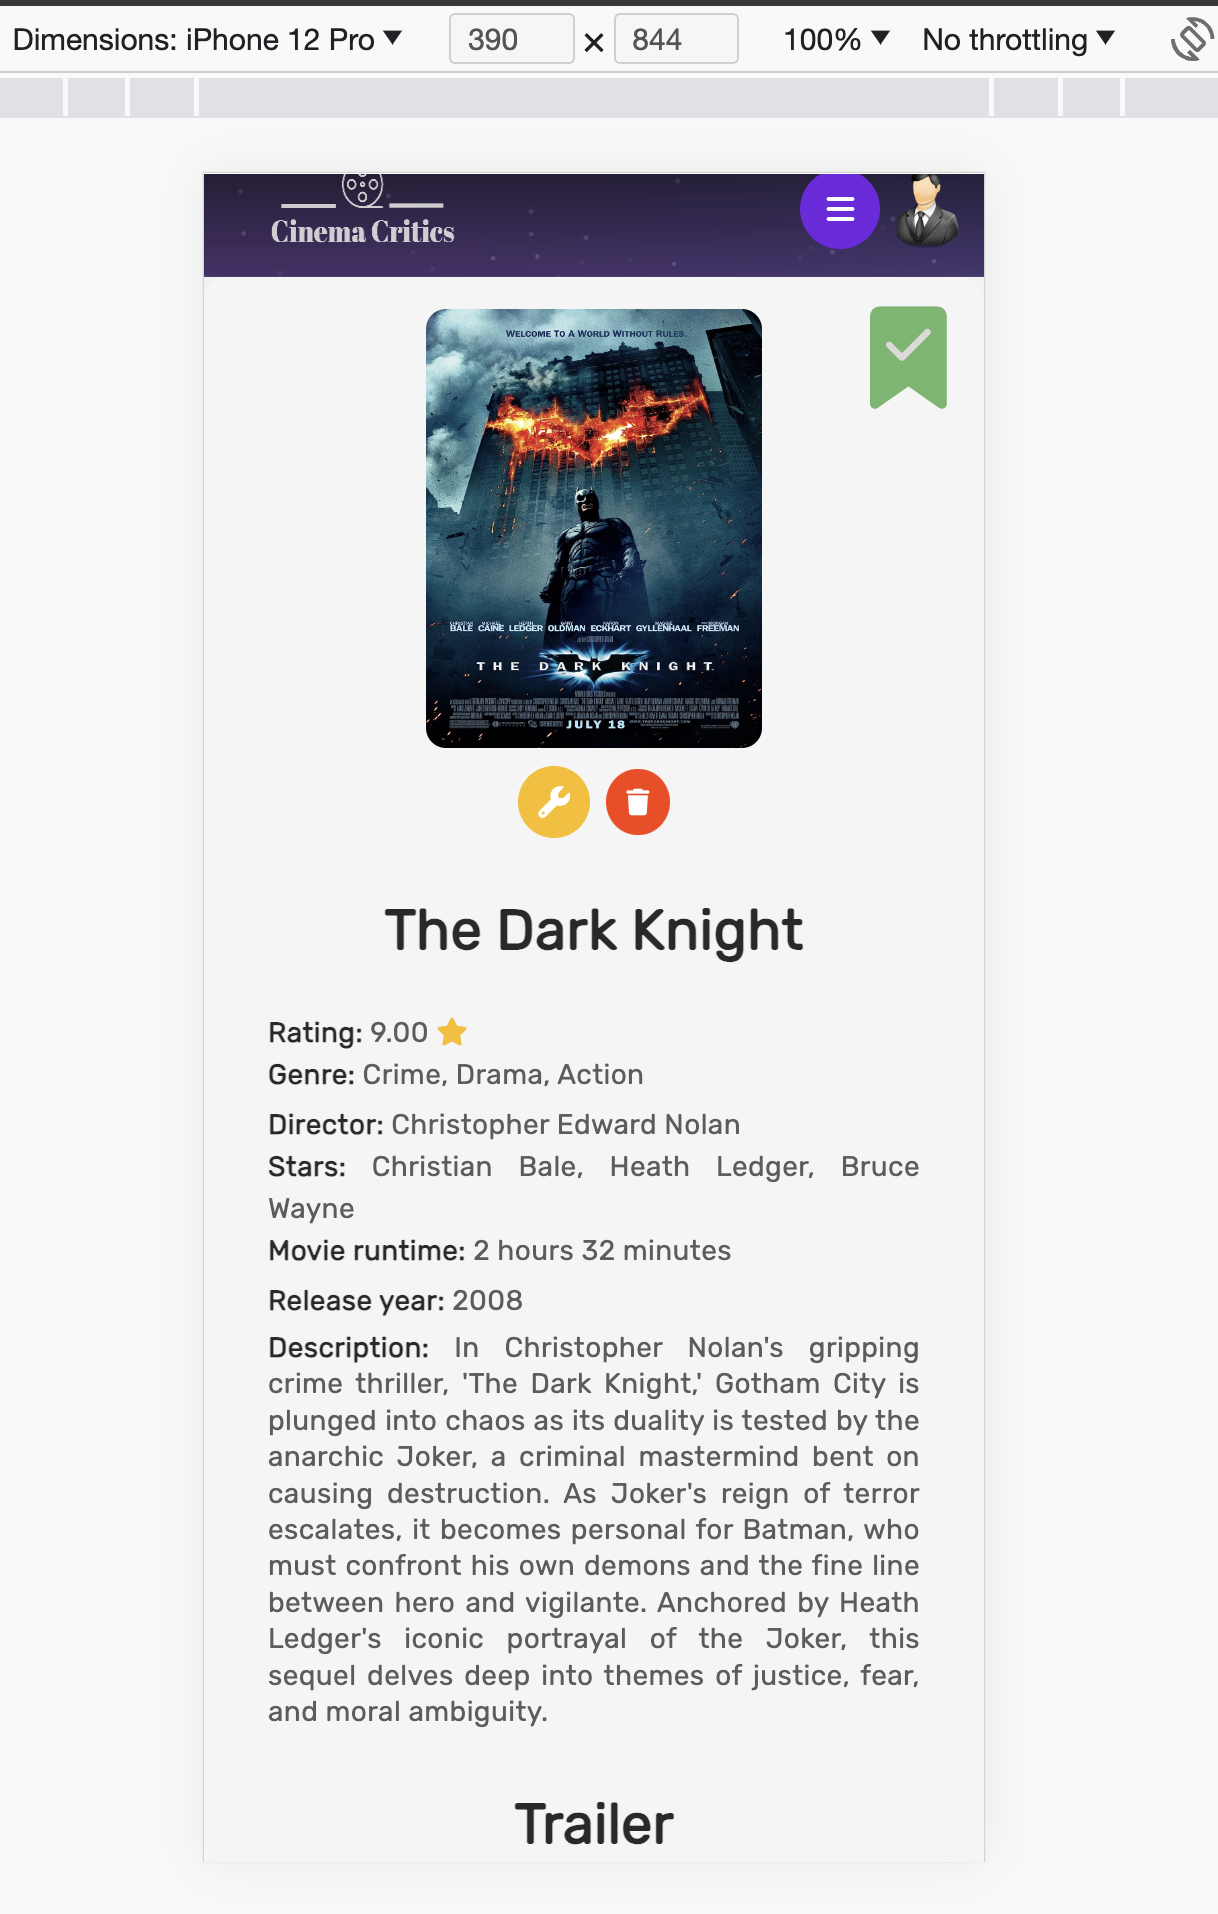 Dimensions: iPhone 12 Pro 390 × 844 100% No throttling
Cinema Critics
WELCOME TO A WORLD WITHOUT RULES.
CHRISTIAN MICHAEL HEATH GARY AARON MAGGIE MORGAN
BALE CAINE LEDGER OLDMAN ECKHART GYLLENHAAL FREEMAN
THE DARK KNIGHT
JULY 18
The Dark Knight
Rating: 9.00
Genre: Crime, Drama, Action
Director: Christopher Edward Nolan
Stars: Christian Bale, Heath Ledger, Bruce
Wayne
Movie runtime: 2 hours 32 minutes
Release year: 2008
Description: In Christopher Nolan's gripping
crime thriller, 'The Dark Knight,' Gotham City is
plunged into chaos as its duality is tested by the
anarchic Joker, a criminal mastermind bent on
causing destruction. As Joker's reign of terror
escalates, it becomes personal for Batman, who
must confront his own demons and the fine line
between hero and vigilante. Anchored by Heath
Ledger's iconic portrayal of the Joker, this
sequel delves deep into themes of justice, fear,
and moral ambiguity.
Trailer